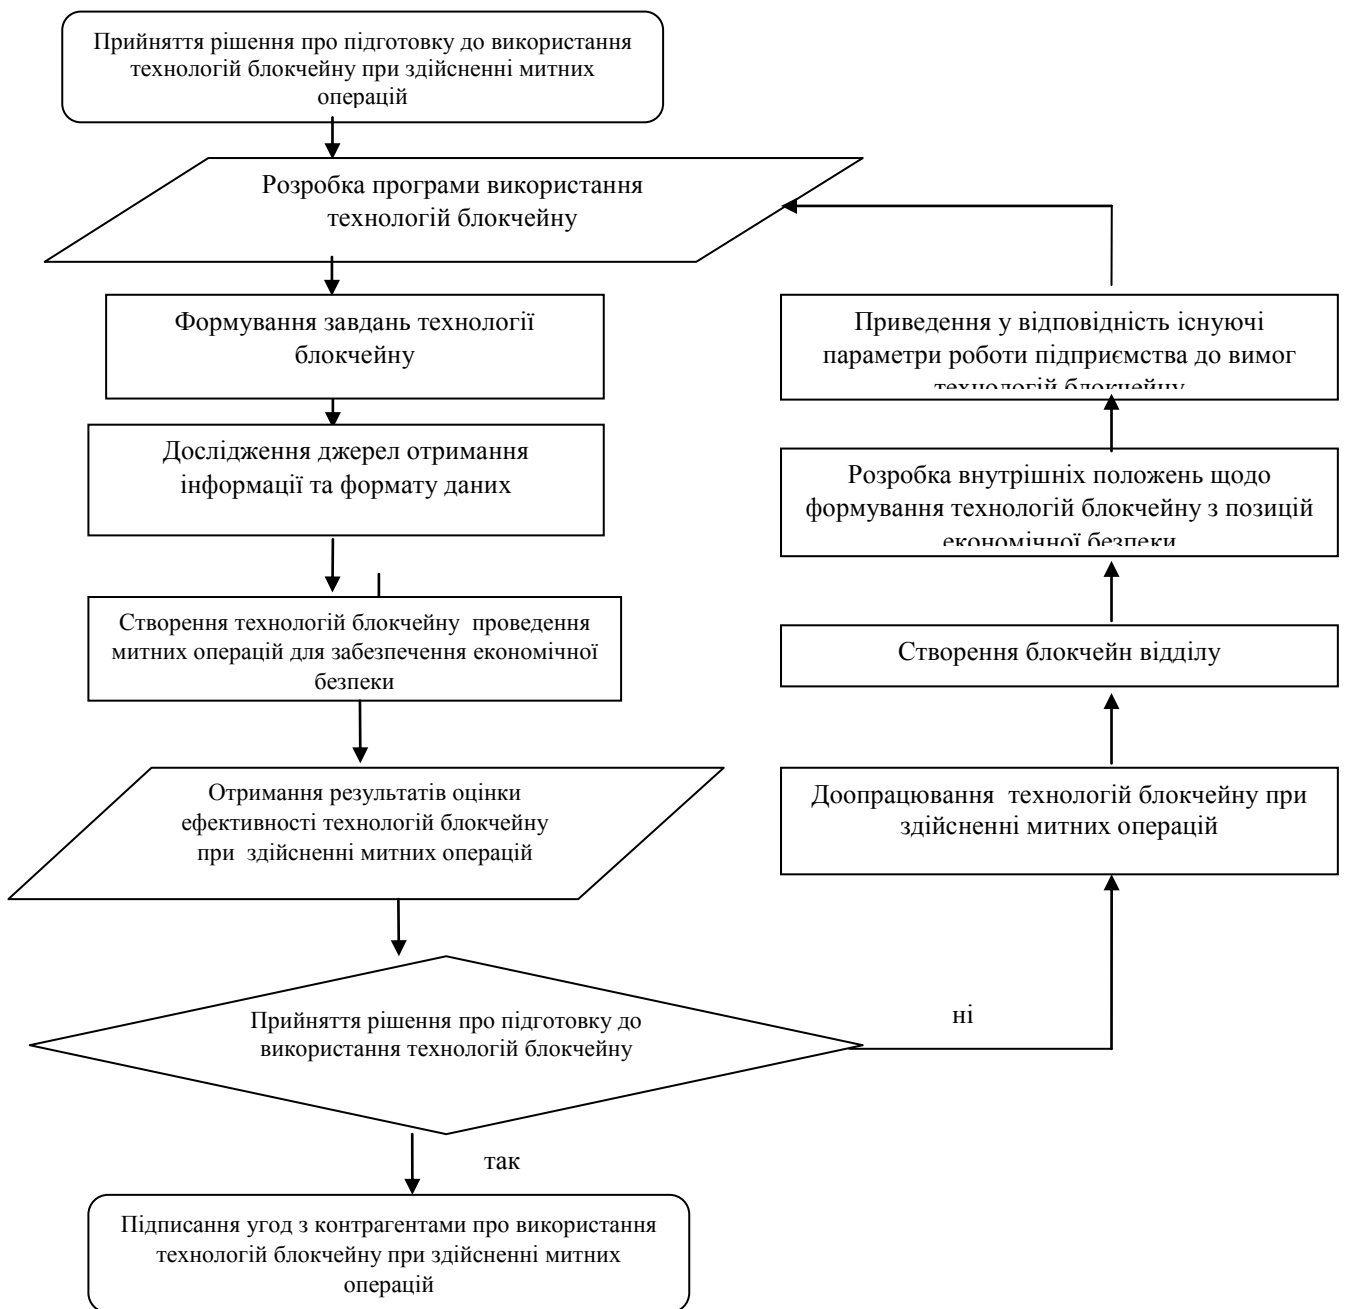 Прийняття рішення про підготовку до використання
технологій блокчейну при здійсненні митних
операцій
Розробка програми використання
технологій блокчейну
Формування завдань технології
блокчейну
Дослідження джерел отримання
інформації та формату даних
Створення технологій блокчейну проведення
митних операцій для забезпечення економічної
безпеки
Отримання результатів оцінки
ефективності технологій блокчейну
при здійсненні митних операцій
Прийняття рішення про підготовку до
використання технологій блокчейну
так
Підписання угод з контрагентами про використання
технологій блокчейну при здійсненні митних
операцій
ні
Доопрацювання технологій блокчейну при
здійсненні митних операцій
Створення блокчейн відділу
Розробка внутрішніх положень щодо
формування технологій блокчейну з позицій
економічної безпеки
Приведення у відповідність існуючі
параметри роботи підприємства до вимог
технологій блокчейну